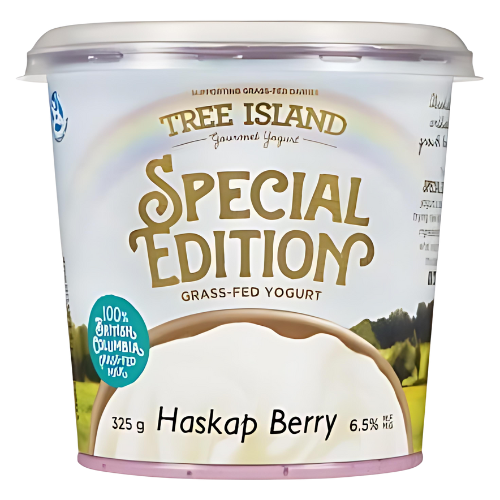 SUPPORTING GRASS-FED DAIRIES
TREE ISLAND
Gourmet Yogurt
SPECIAL
EDITION
GRASS-FED YOGURT
100%
BRITISH
COLUMBIA
GRASS-FED
MILK
325 g
Haskap Berry
6.5% M.F.
M.G.